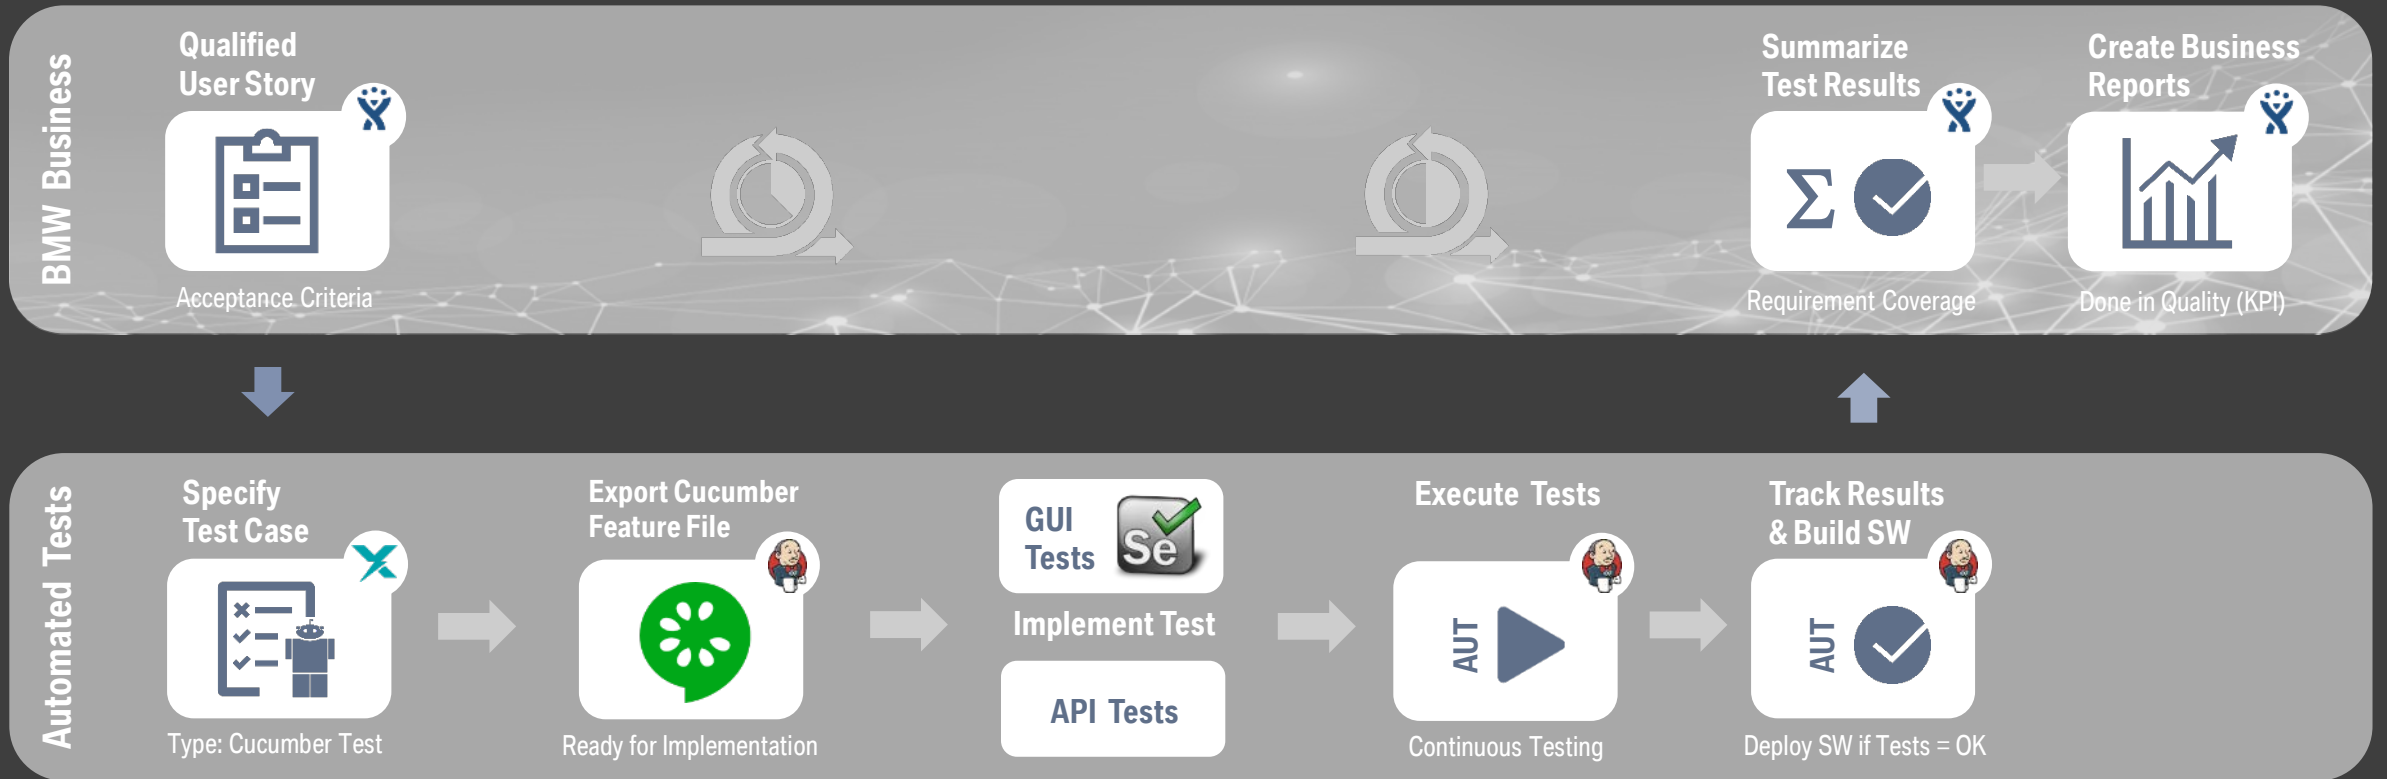 BMW Business
Qualified
User Story
Acceptance Criteria
Summarize
Test Results
Σ
Requirement Coverage
Create Business
Reports
Done in Quality (KPI)
Automated Tests
Specify
Test Case
Type: Cucumber Test
Export Cucumber
Feature File
Ready for Implementation
GUI
Tests
Se
Implement Test
API Tests
Execute Tests
AUT
Continuous Testing
Track Results
& Build SW
AUT
Deploy SW if Tests = OK